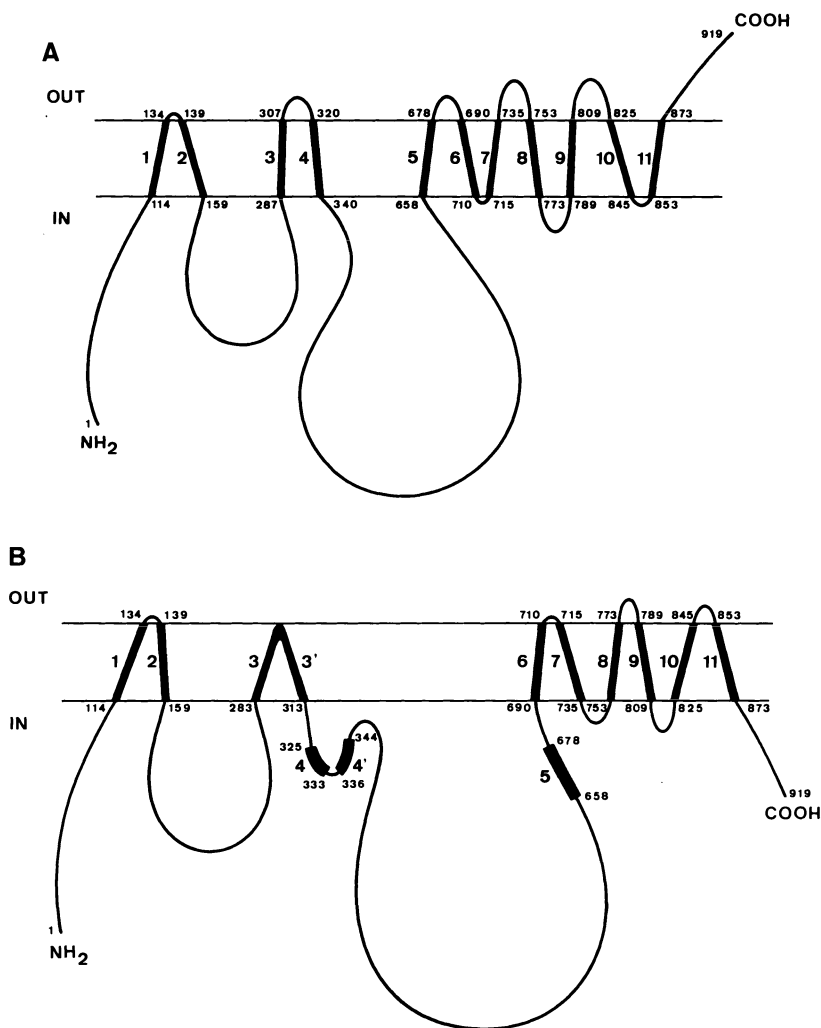 A
COOH
919
OUT
134 139 307 320 678 690 735 753 809 825 873
1 2 3 4 5 6 7 8 9 10 11
114 159 287 340 658 710 715 773 789 845 853
IN
1
NH2
B
OUT
134 139 710 715 773 789 845 853
1 2 3 3' 6 7 8 9 10 11
114 159 283 313 690 735 753 809 825 873
IN
325 4 4' 344
333 336
678
5
658
919
COOH
1
NH2